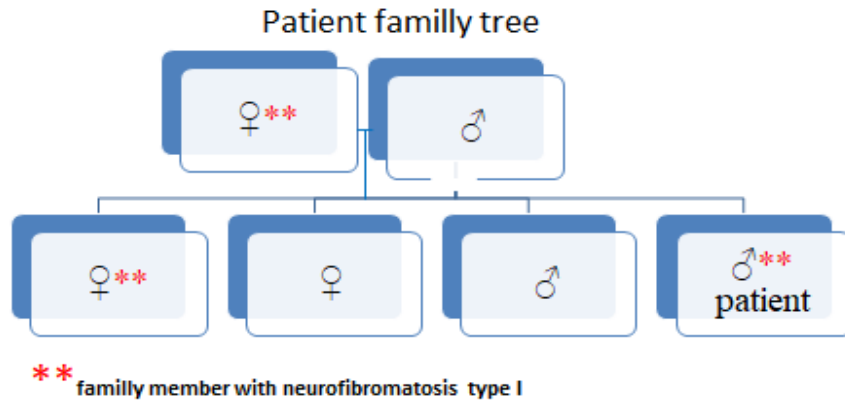 Patient familly tree
♀** ♂
♀** ♀ ♂ ♂**
patient
** familly member with neurofibromatosis type I